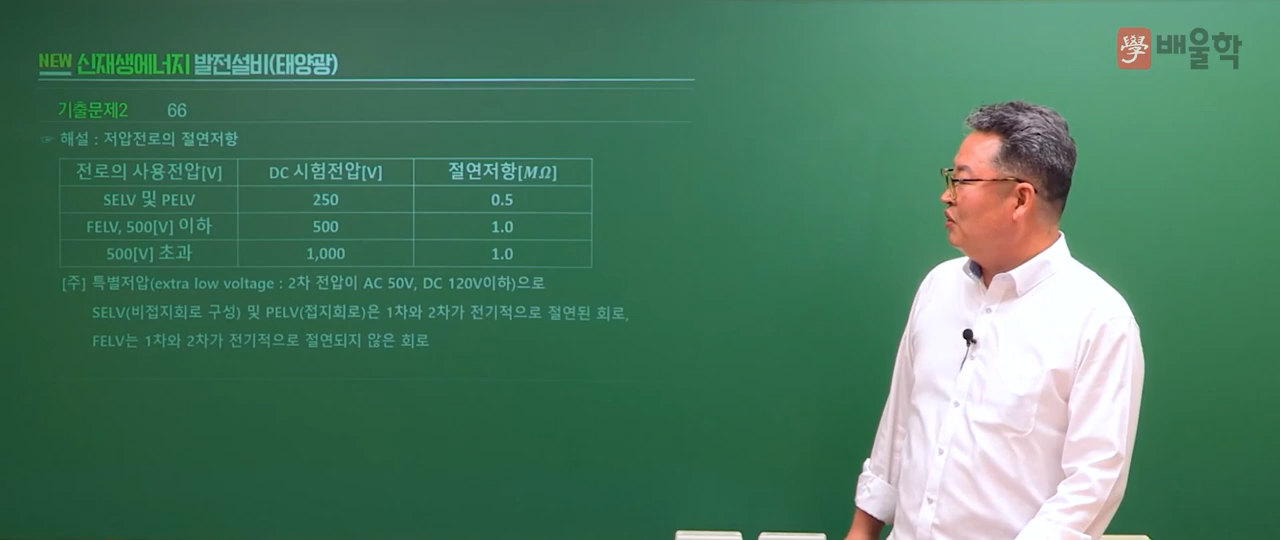 學 배울학
NEW 신재생에너지 발전설비(태양광)
기출문제2 66
☞ 해설 : 저압전로의 절연저항
전로의 사용전압[V] DC 시험전압[V] 절연저항[MΩ]
SELV 및 PELV 250 0.5
FELV, 500[V] 이하 500 1.0
500[V] 초과 1,000 1.0
[주] 특별저압(extra low voltage : 2차 전압이 AC 50V, DC 120V이하)으로
SELV(비접지회로 구성) 및 PELV(접지회로)은 1차와 2차가 전기적으로 절연된 회로,
FELV는 1차와 2차가 전기적으로 절연되지 않은 회로